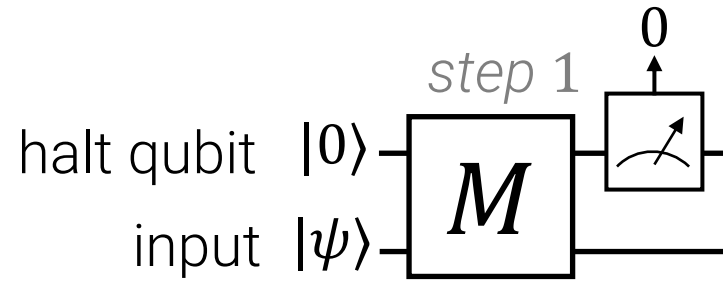 0
step 1
halt qubit |0⟩
M
input |ψ⟩